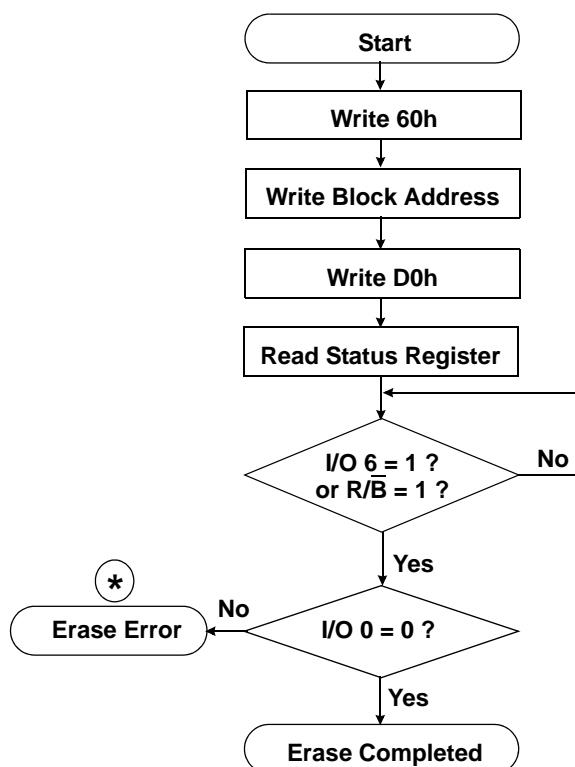 Start
Write 60h
Write Block Address
Write D0h
Read Status Register
I/O 6 = 1 ?
or R/B̅ = 1 ?
No
Yes
*
No
Erase Error
I/O 0 = 0 ?
Yes
Erase Completed